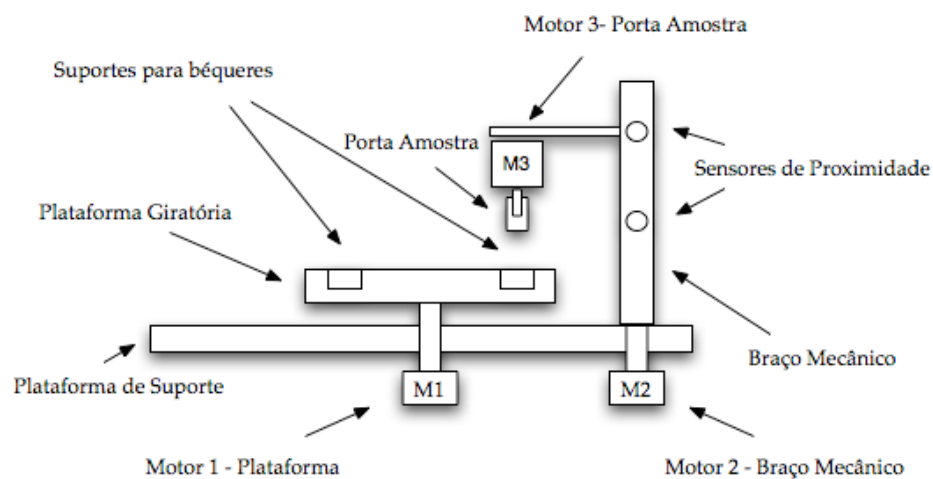 Motor 3- Porta Amostra
Suportes para béqueres
Porta Amostra
M3
Sensores de Proximidade
Plataforma Giratória
Braço Mecânico
Plataforma de Suporte
M1
M2
Motor 1 - Plataforma
Motor 2 - Braço Mecânico